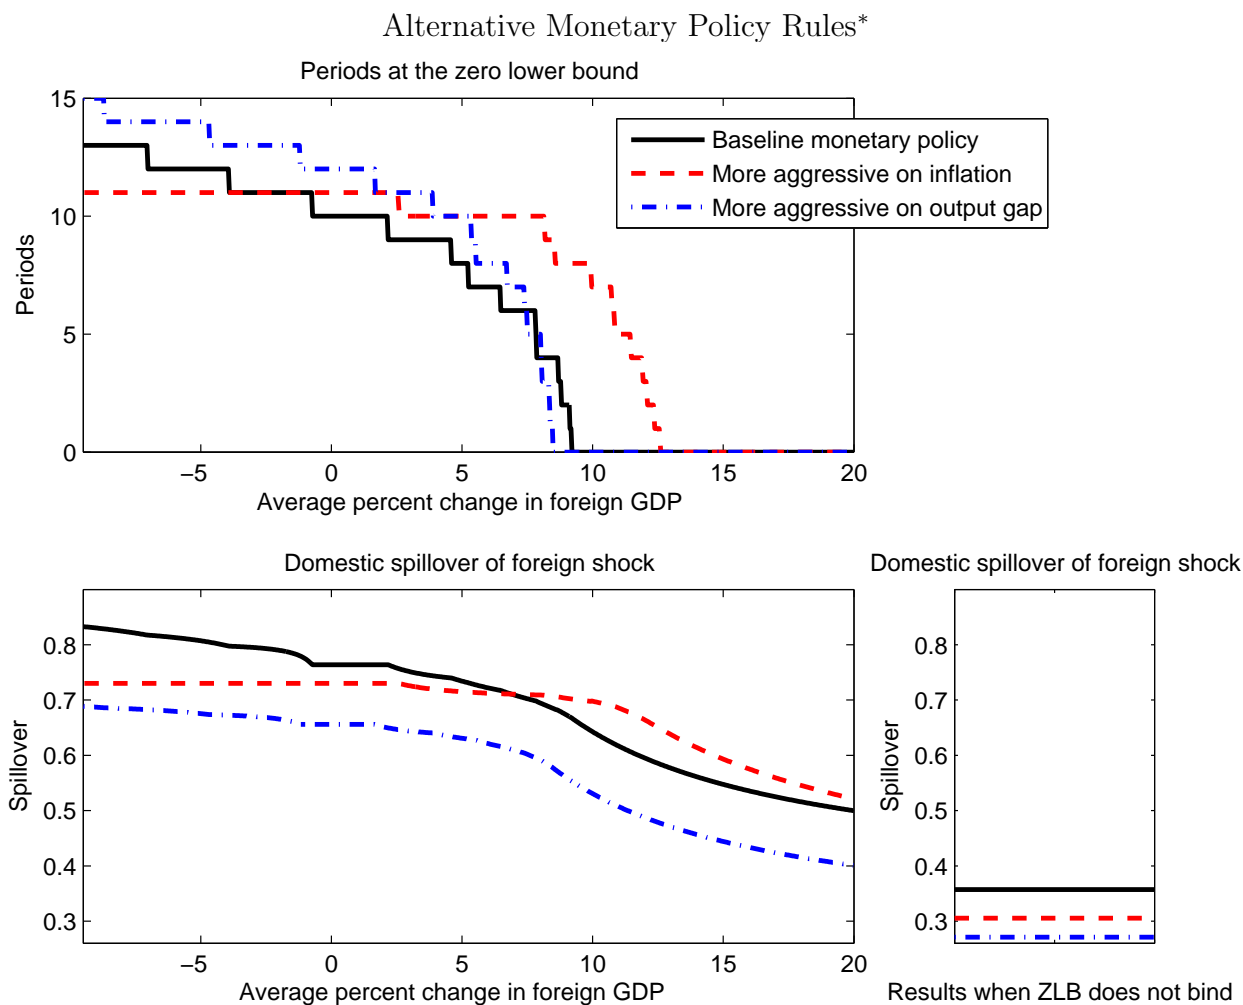 Alternative Monetary Policy Rules*
Periods at the zero lower bound
15
10
5
0
Periods
−5
0
5
10
15
20
Average percent change in foreign GDP
Baseline monetary policy
More aggressive on inflation
More aggressive on output gap
Domestic spillover of foreign shock
0.8
0.7
0.6
0.5
0.4
0.3
Spillover
−5
0
5
10
15
20
Average percent change in foreign GDP
Domestic spillover of foreign shock
0.8
0.7
0.6
0.5
0.4
0.3
Spillover
Results when ZLB does not bind